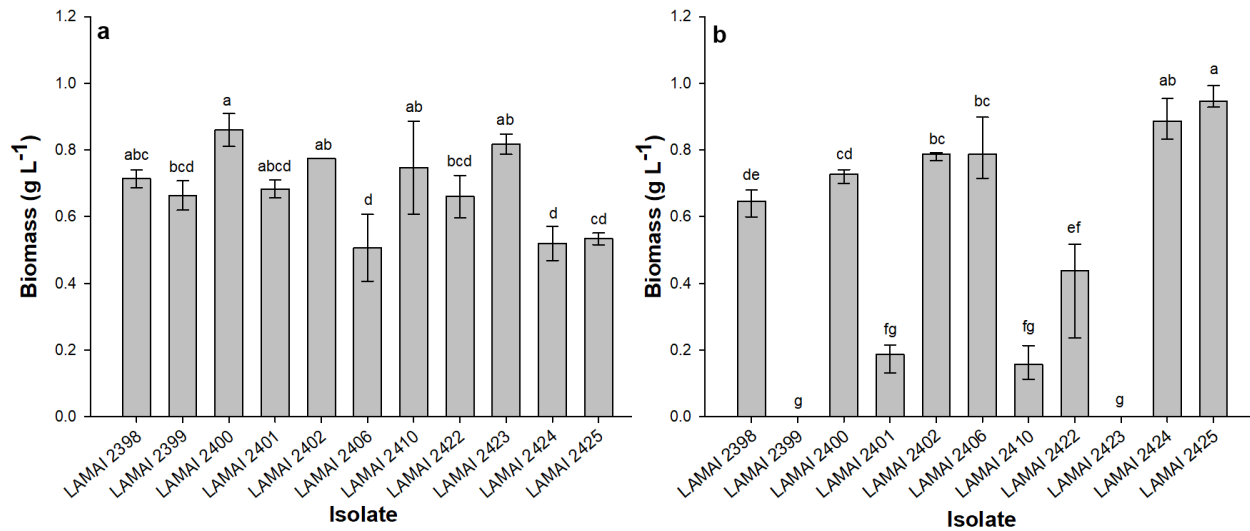 a
1.2
1.0
0.8
0.6
0.4
0.2
0.0
Biomass (g L⁻¹)
abc
bcd
a
abcd
ab
d
ab
bcd
ab
d
cd
LAMAI 2398
LAMAI 2399
LAMAI 2400
LAMAI 2401
LAMAI 2402
LAMAI 2406
LAMAI 2410
LAMAI 2422
LAMAI 2423
LAMAI 2424
LAMAI 2425
Isolate
b
1.2
1.0
0.8
0.6
0.4
0.2
0.0
Biomass (g L⁻¹)
de
g
cd
fg
bc
bc
fg
ef
g
ab
a
LAMAI 2398
LAMAI 2399
LAMAI 2400
LAMAI 2401
LAMAI 2402
LAMAI 2406
LAMAI 2410
LAMAI 2422
LAMAI 2423
LAMAI 2424
LAMAI 2425
Isolate